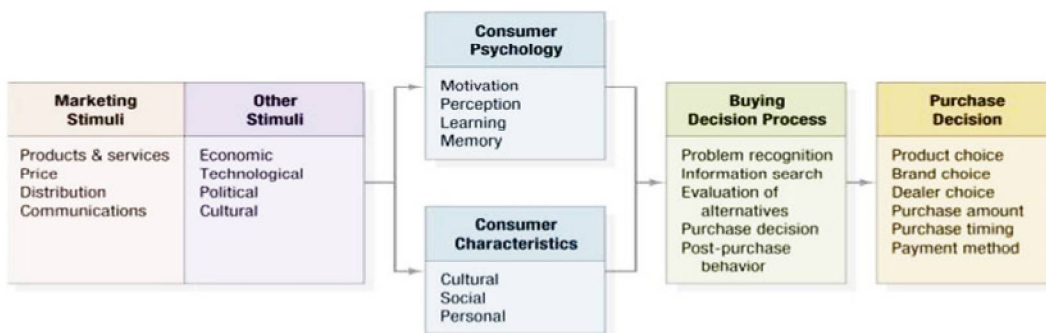 Marketing
Stimuli
Products & services
Price
Distribution
Communications
Other
Stimuli
Economic
Technological
Political
Cultural
Consumer
Psychology
Motivation
Perception
Learning
Memory
Consumer
Characteristics
Cultural
Social
Personal
Buying
Decision Process
Problem recognition
Information search
Evaluation of
alternatives
Purchase decision
Post-purchase
behavior
Purchase
Decision
Product choice
Brand choice
Dealer choice
Purchase amount
Purchase timing
Payment method